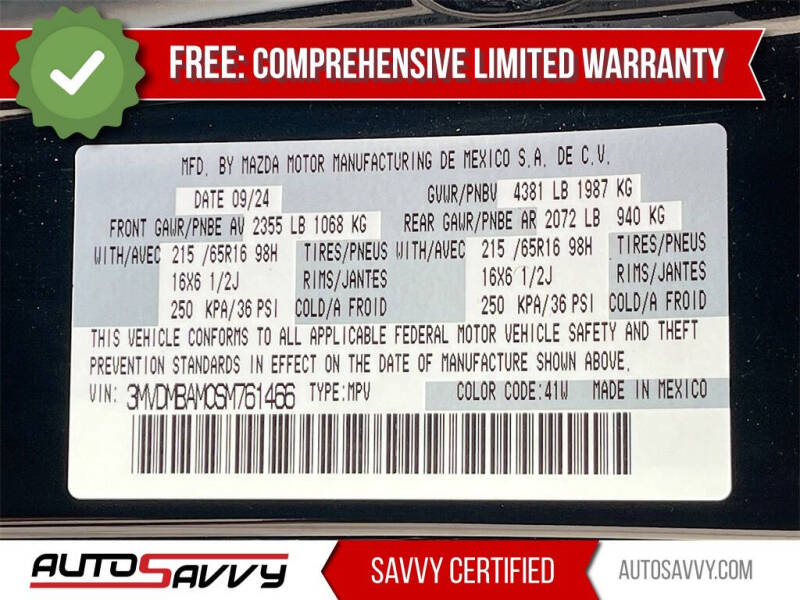 FREE: COMPREHENSIVE LIMITED WARRANTY
MFD. BY MAZDA MOTOR MANUFACTURING DE MEXICO S.A. DE C.V.
DATE 09/24 GVWR/PNBV 4381 LB 1987 KG
FRONT GAWR/PNBE AV 2355 LB 1068 KG REAR GAWR/PNBE AR 2072 LB 940 KG
WITH/AVEC 215 /65R16 98H TIRES/PNEUS WITH/AVEC 215 /65R16 98H TIRES/PNEUS
16X6 1/2J RIMS/JANTES 16X6 1/2J RIMS/JANTES
250 KPA/36 PSI COLD/A FROID 250 KPA/36 PSI COLD/A FROID
THIS VEHICLE CONFORMS TO ALL APPLICABLE FEDERAL MOTOR VEHICLE SAFETY AND THEFT
PREVENTION STANDARDS IN EFFECT ON THE DATE OF MANUFACTURE SHOWN ABOVE.
VIN: 3MVDMBAM0SM761466 TYPE:MPV COLOR CODE:41W MADE IN MEXICO
AUTOSAVVY SAVVY CERTIFIED AUTOSAVVY.COM